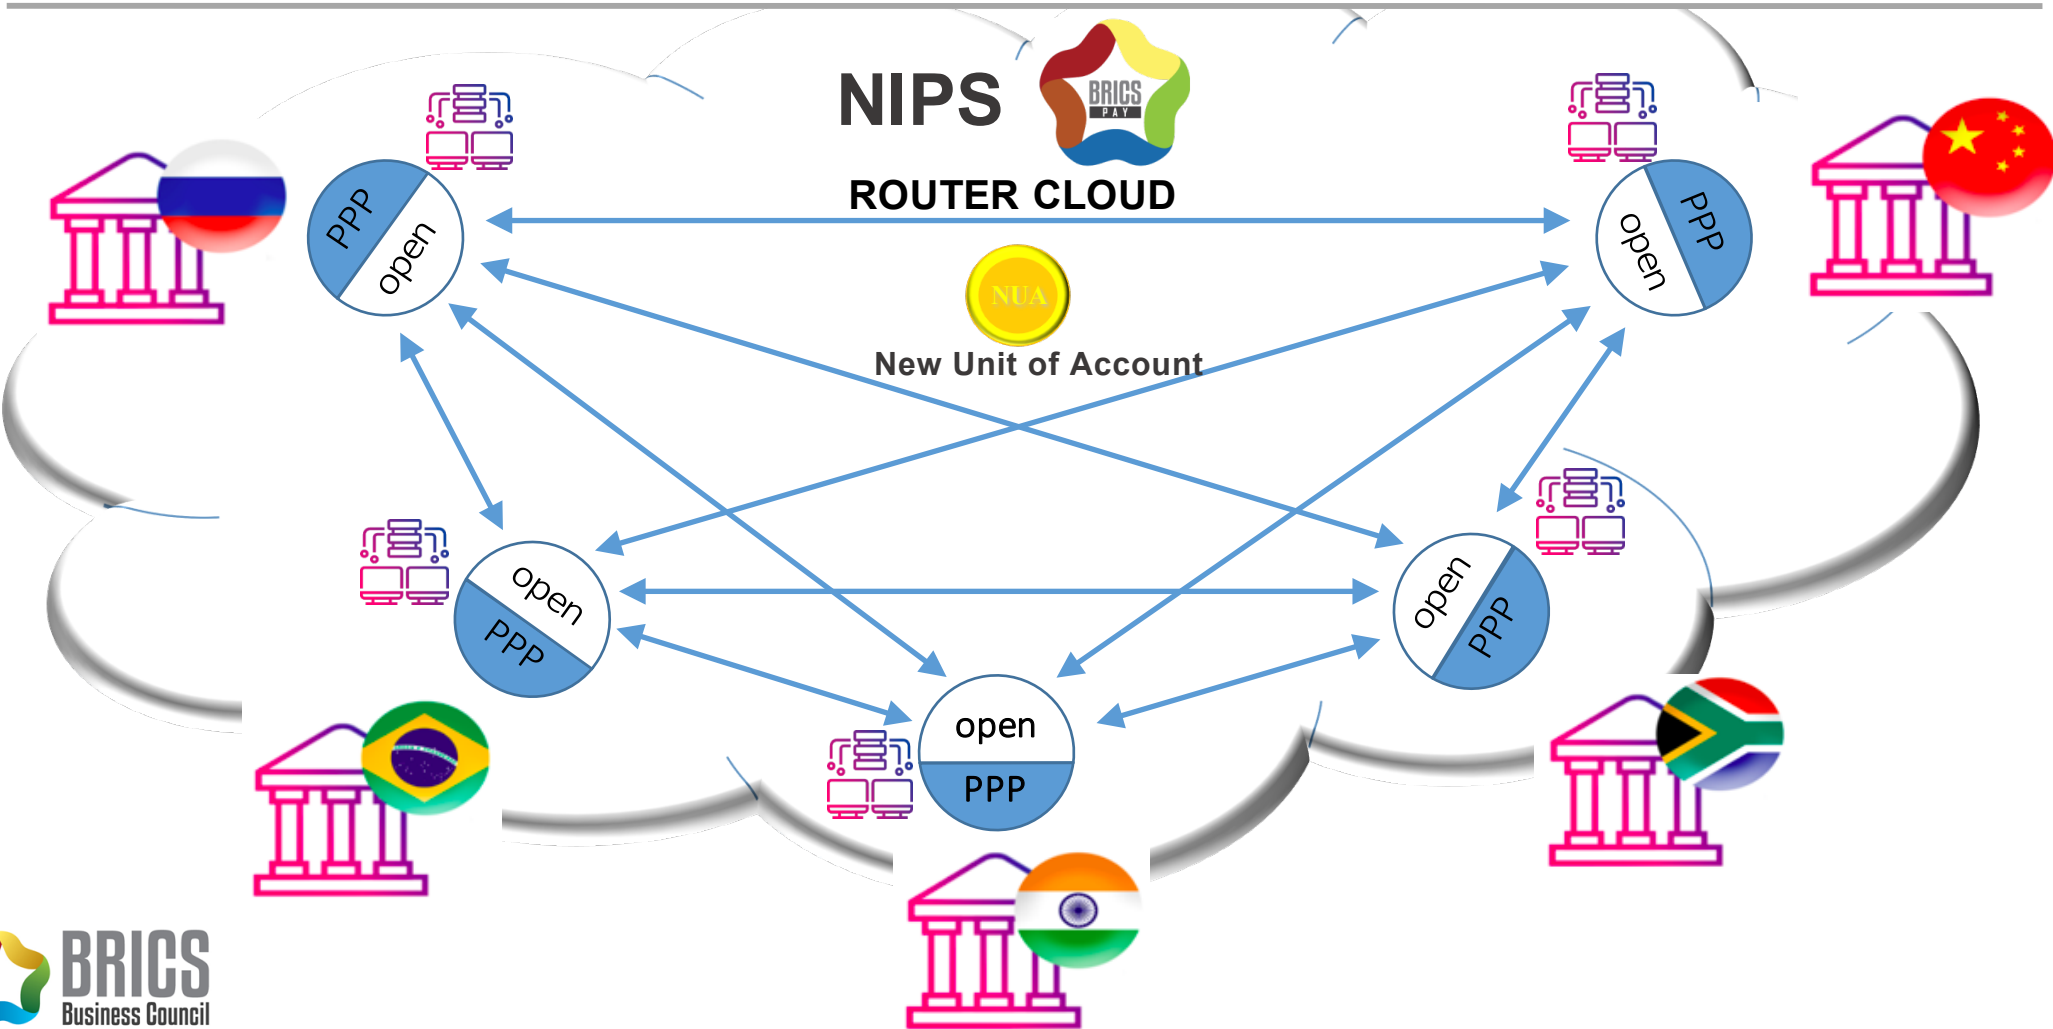 NIPS
BRICS
PAY
ROUTER CLOUD
PPP
open
PPP
open
NUA
New Unit of Account
open
PPP
open
PPP
open
PPP
BRICS
Business Council